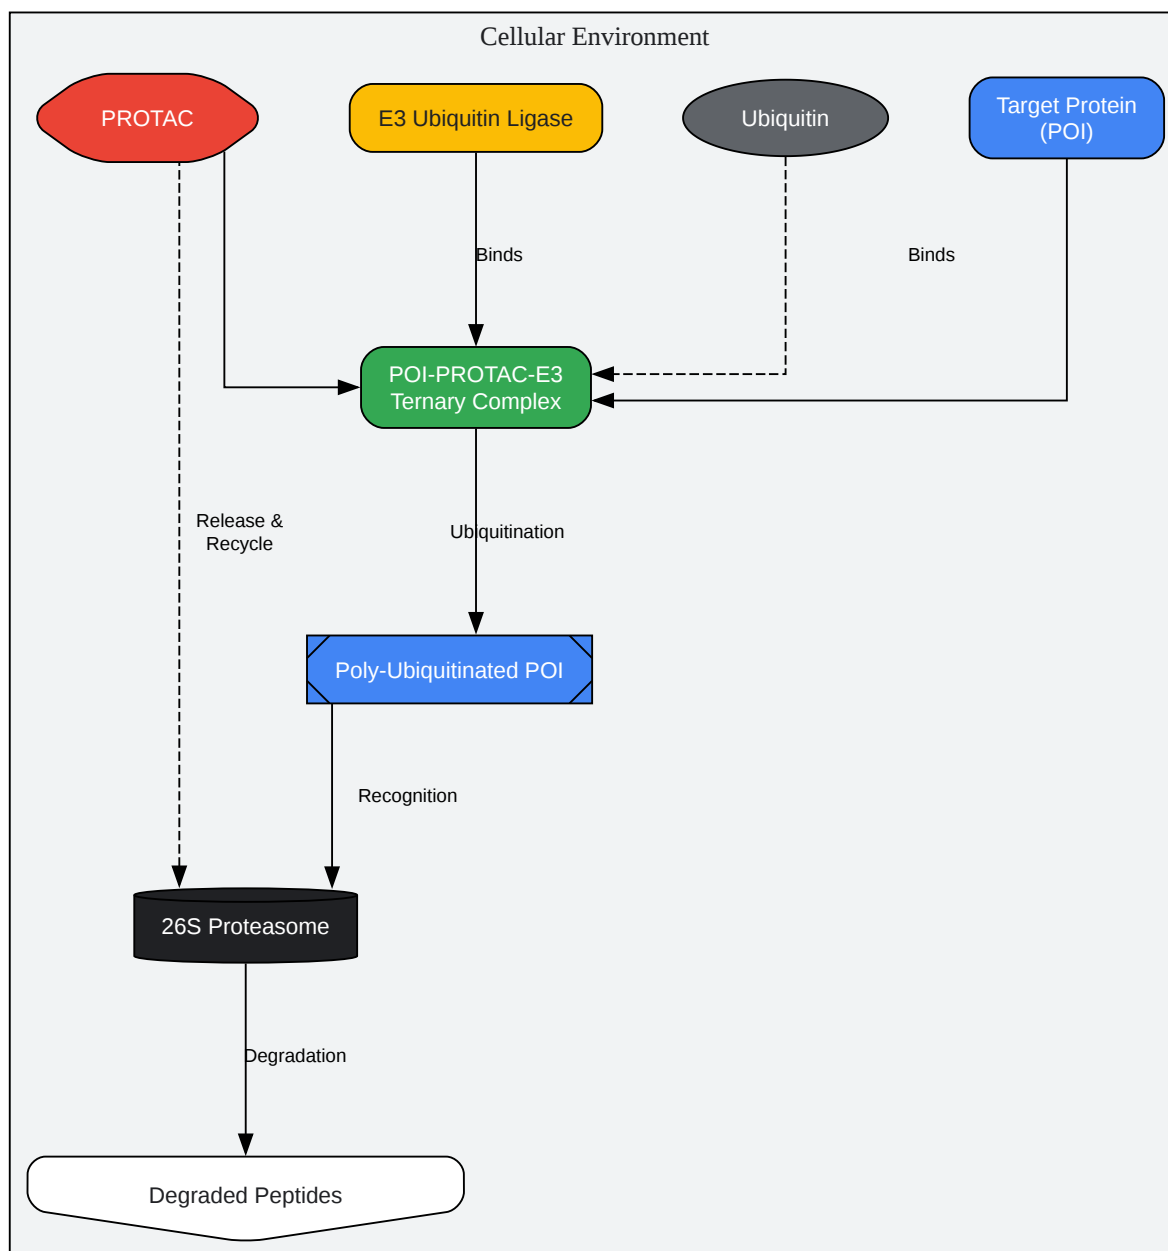 Cellular Environment
PROTAC
E3 Ubiquitin Ligase
Ubiquitin
Target Protein
(POI)
Binds
Binds
POI-PROTAC-E3
Ternary Complex
Release &
Recycle
Ubiquitination
Poly-Ubiquitinated POI
Recognition
26S Proteasome
Degradation
Degraded Peptides